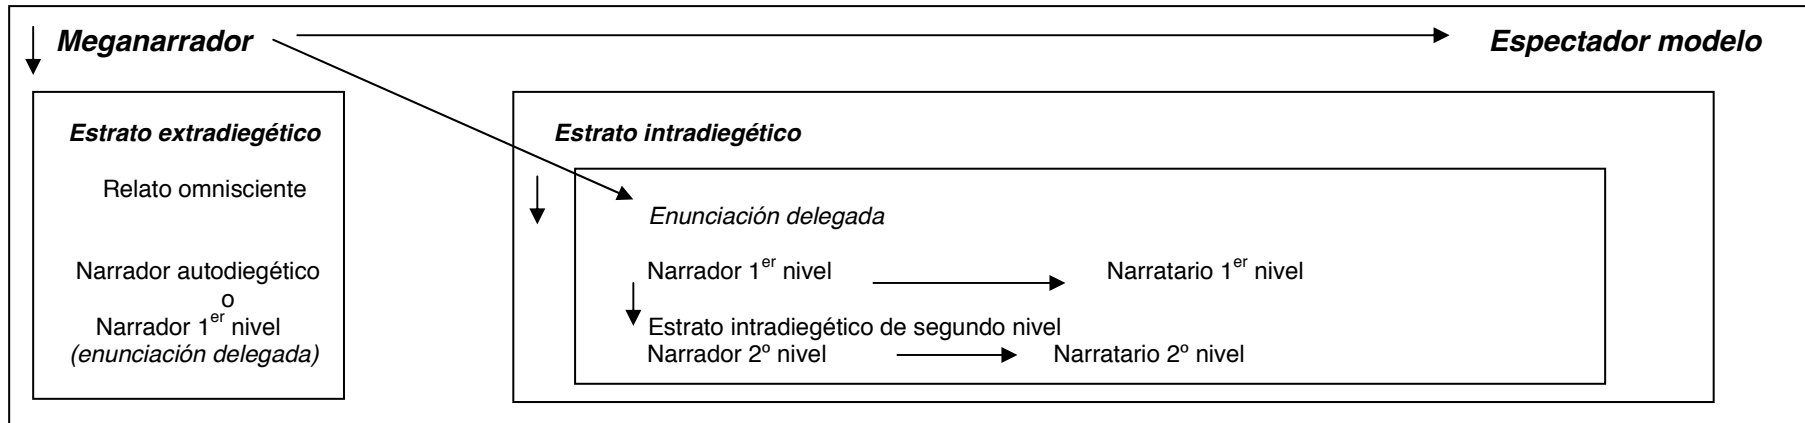 Meganarrador Espectador modelo
Estrato extradiegético
Relato omnisciente
Narrador autodiegético
o
Narrador 1er nivel
(enunciación delegada)
Estrato intradiegético
Enunciación delegada
Narrador 1er nivel Narratario 1er nivel
Estrato intradiegético de segundo nivel
Narrador 2º nivel Narratario 2º nivel